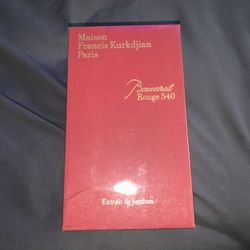 Maison
Francis Kurkdjian
Paris
Baccarat
Rouge 540
Extrait de parfum